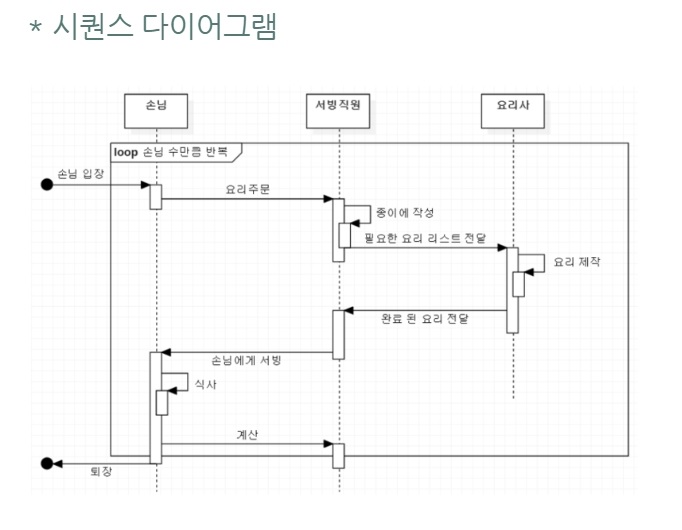 * 시퀀스 다이어그램
손님
서빙직원
요리사
loop 손님 수만큼 반복
손님 입장
요리주문
종이에 작성
필요한 요리 리스트 전달
요리 제작
완료 된 요리 전달
손님에게 서빙
식사
계산
퇴장